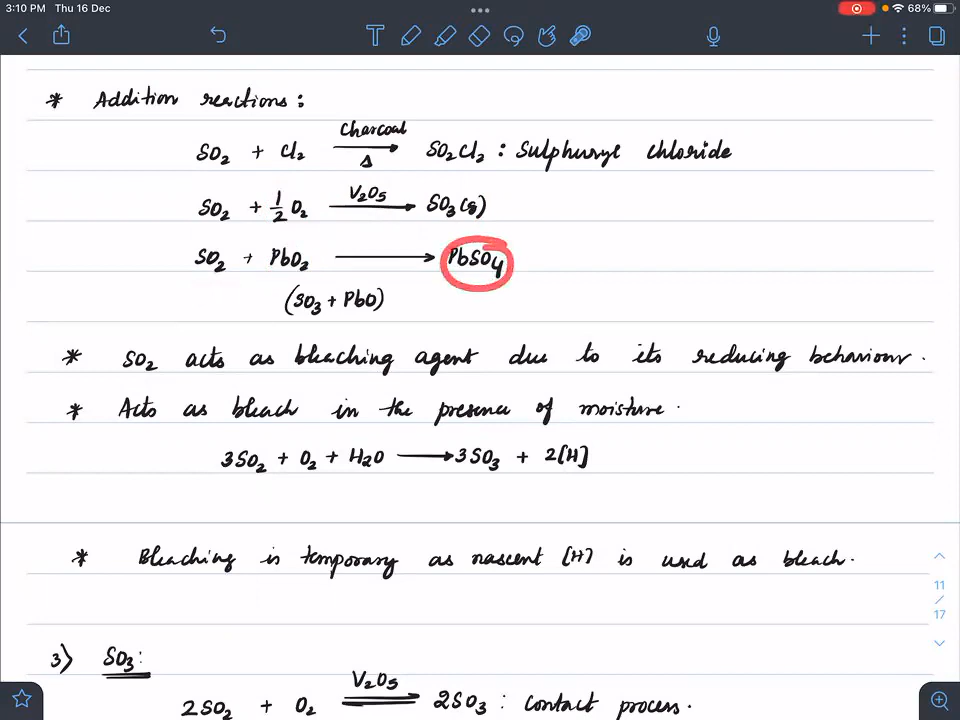 3:10 PM Thu 16 Dec
68%
* Addition reactions :
SO2 + Cl2 Charcoal Δ → SO2Cl2 : Sulphuryl chloride
SO2 + 1/2 O2 V2O5 → SO3(g)
SO2 + PbO2 → PbSO4
(SO3 + PbO)
* SO2 acts as bleaching agent due to its reducing behaviour.
* Acts as bleach in the presence of moisture.
3SO2 + O2 + H2O → 3SO3 + 2[H]
* Bleaching is temporary as nascent [H] is used as bleach.
11
/
17
3) SO3:
2SO2 + O2 V2O5 ⇌ 2SO3 : Contact process.